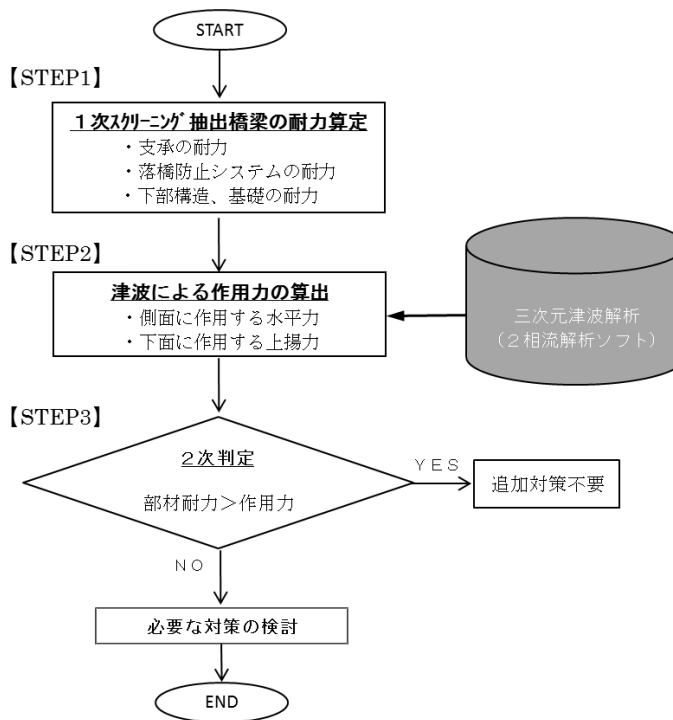 START
【STEP1】
１次ｽｸﾘｰﾆﾝｸﾞ抽出橋梁の耐力算定
・支承の耐力
・落橋防止システムの耐力
・下部構造、基礎の耐力
【STEP2】
津波による作用力の算出
・側面に作用する水平力
・下面に作用する上揚力
三次元津波解析
（２相流解析ソフト）
【STEP3】
２次判定
部材耐力＞作用力
ＹＥＳ
追加対策不要
ＮＯ
必要な対策の検討
END